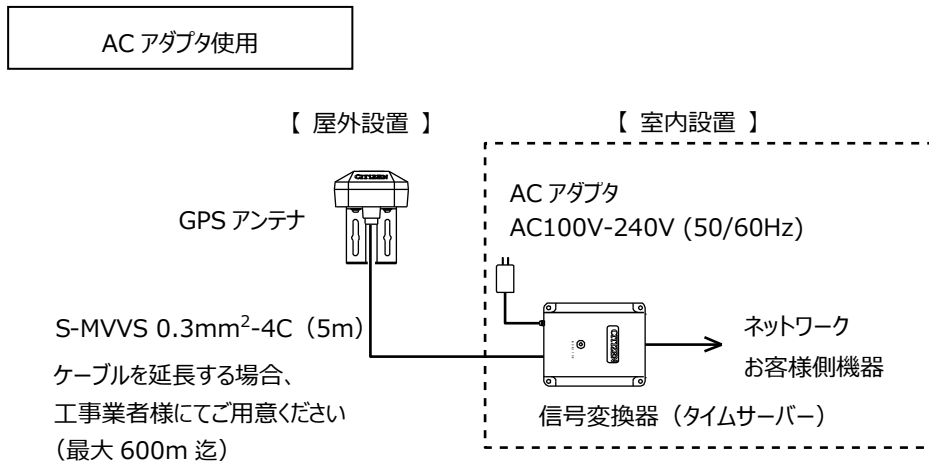 AC アダプタ使用
【 屋外設置 】
【 室内設置 】
CITIZEN
GPS アンテナ
AC アダプタ
AC100V-240V (50/60Hz)
S-MVVS 0.3mm²-4C（5m）
ケーブルを延長する場合、
工事業者様にてご用意ください
（最大 600m 迄）
CITIZEN
ネットワーク
お客様側機器
信号変換器（タイムサーバー）